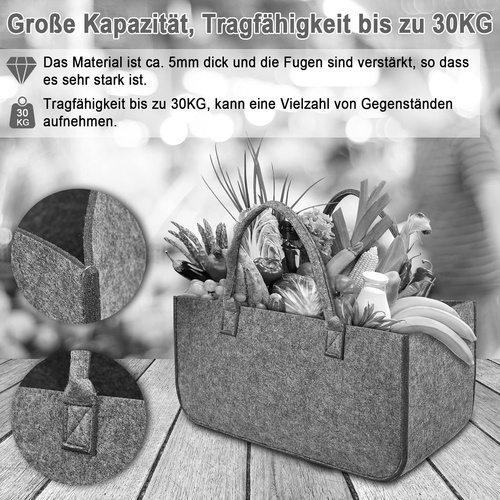 Große Kapazität, Tragfähigkeit bis zu 30KG
Das Material ist ca. 5mm dick und die Fugen sind verstärkt, so dass
es sehr stark ist.
30
KG
Tragfähigkeit bis zu 30KG, kann eine Vielzahl von Gegenständen
aufnehmen.